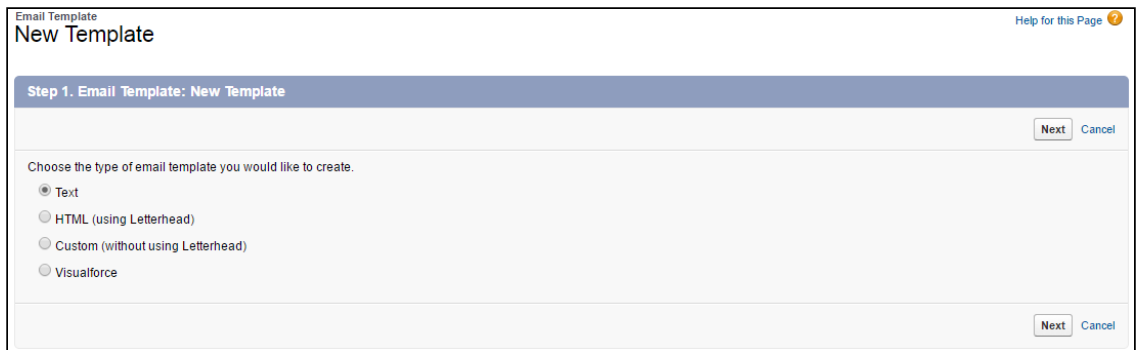 Email Template
New Template
Help for this Page
Step 1. Email Template: New Template
Next Cancel
Choose the type of email template you would like to create.
Text
HTML (using Letterhead)
Custom (without using Letterhead)
Visualforce
Next Cancel